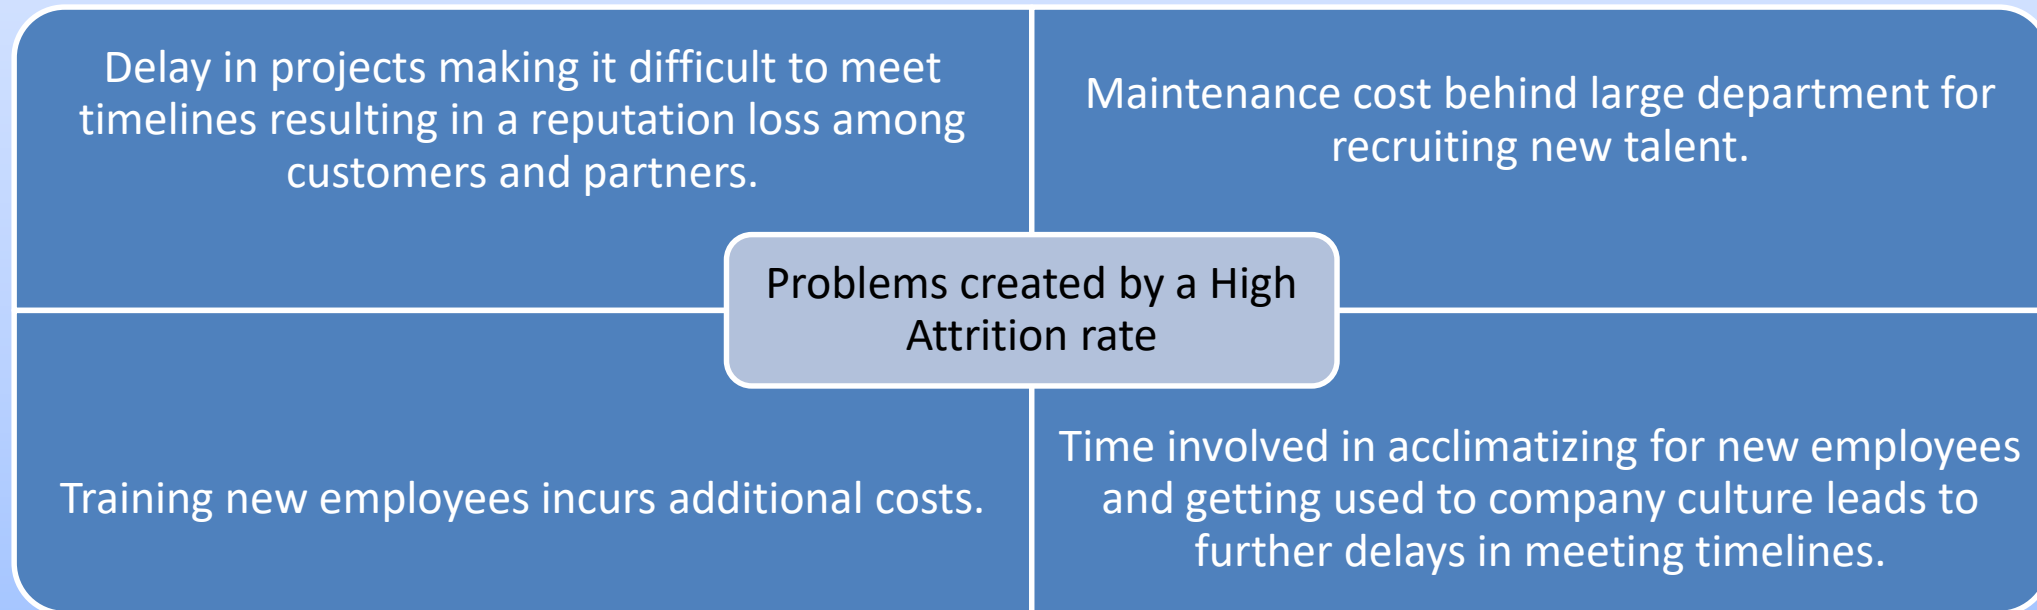 Delay in projects making it difficult to meet
timelines resulting in a reputation loss among
customers and partners.
Maintenance cost behind large department for
recruiting new talent.
Problems created by a High
Attrition rate
Training new employees incurs additional costs.
Time involved in acclimatizing for new employees
and getting used to company culture leads to
further delays in meeting timelines.